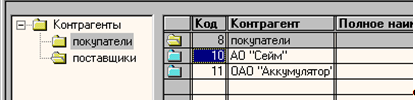 Контрагенты
покупатели
поставщики
Код Контрагент Полное наим
8 покупатели
10 АО "Сейм"
11 ОАО "Аккумулятор"